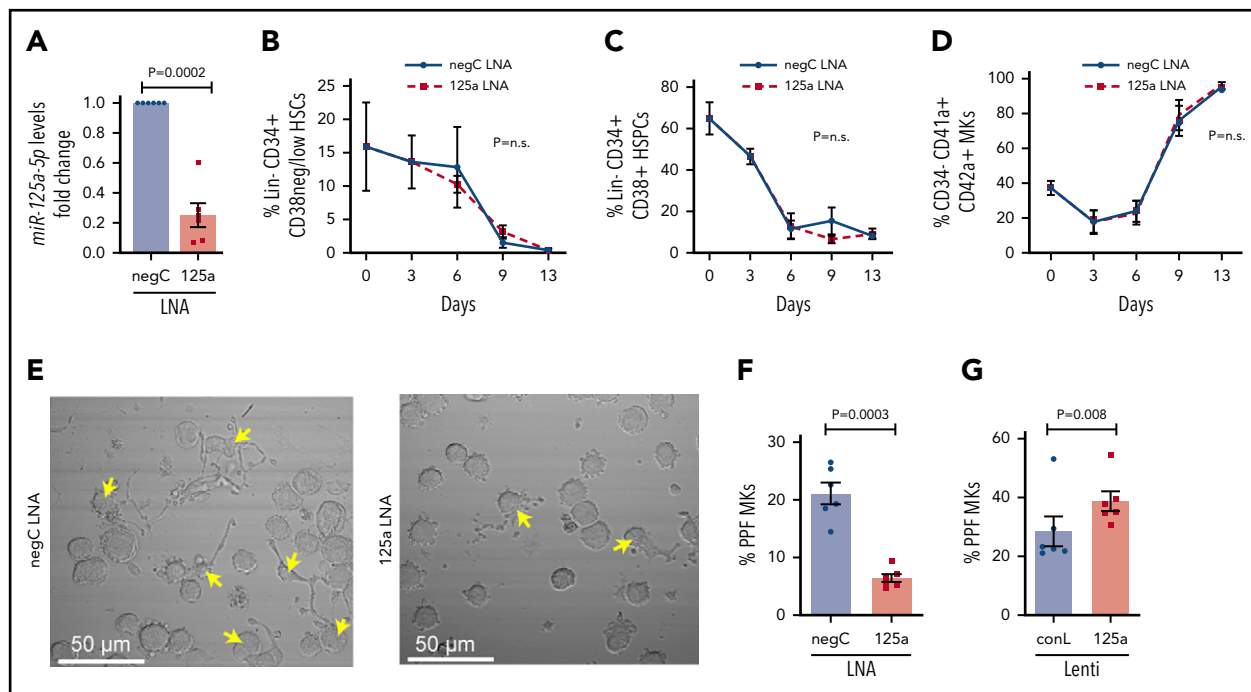 A
P=0.0002
miR-125a-5p levels
fold change
1.0
0.8
0.6
0.4
0.2
0.0
negC 125a
LNA
B
negC LNA
125a LNA
% Lin- CD34+
CD38neg/low HSCs
25
20
15
10
5
0
P=n.s.
0 3 6 9 13
Days
C
negC LNA
125a LNA
% Lin- CD34+
CD38+ HSPCs
80
60
40
20
0
P=n.s.
0 3 6 9 13
Days
D
negC LNA
125a LNA
% CD34- CD41a+
CD42a+ MKs
100
80
60
40
20
0
P=n.s.
0 3 6 9 13
Days
E
negC LNA
50 µm
125a LNA
50 µm
F
P=0.0003
% PPF MKs
30
20
10
0
negC 125a
LNA
G
P=0.008
% PPF MKs
60
40
20
0
conL 125a
Lenti